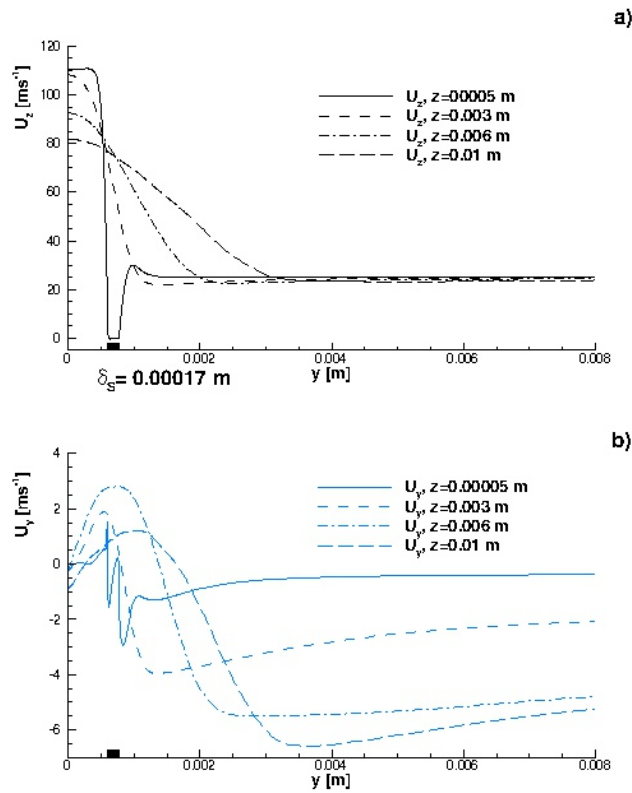 a)
120
100
80
60
40
20
0
U_z [ms⁻¹]
U_z, z=00005 m
U_z, z=0.003 m
U_z, z=0.006 m
U_z, z=0.01 m
0 0.002 0.004 0.006 0.008
δ_S= 0.00017 m
y [m]
b)
4
2
0
-2
-4
-6
U_y [ms⁻¹]
U_y, z=0.00005 m
U_y, z=0.003 m
U_y, z=0.006 m
U_y, z=0.01 m
0 0.002 0.004 0.006 0.008
y [m]